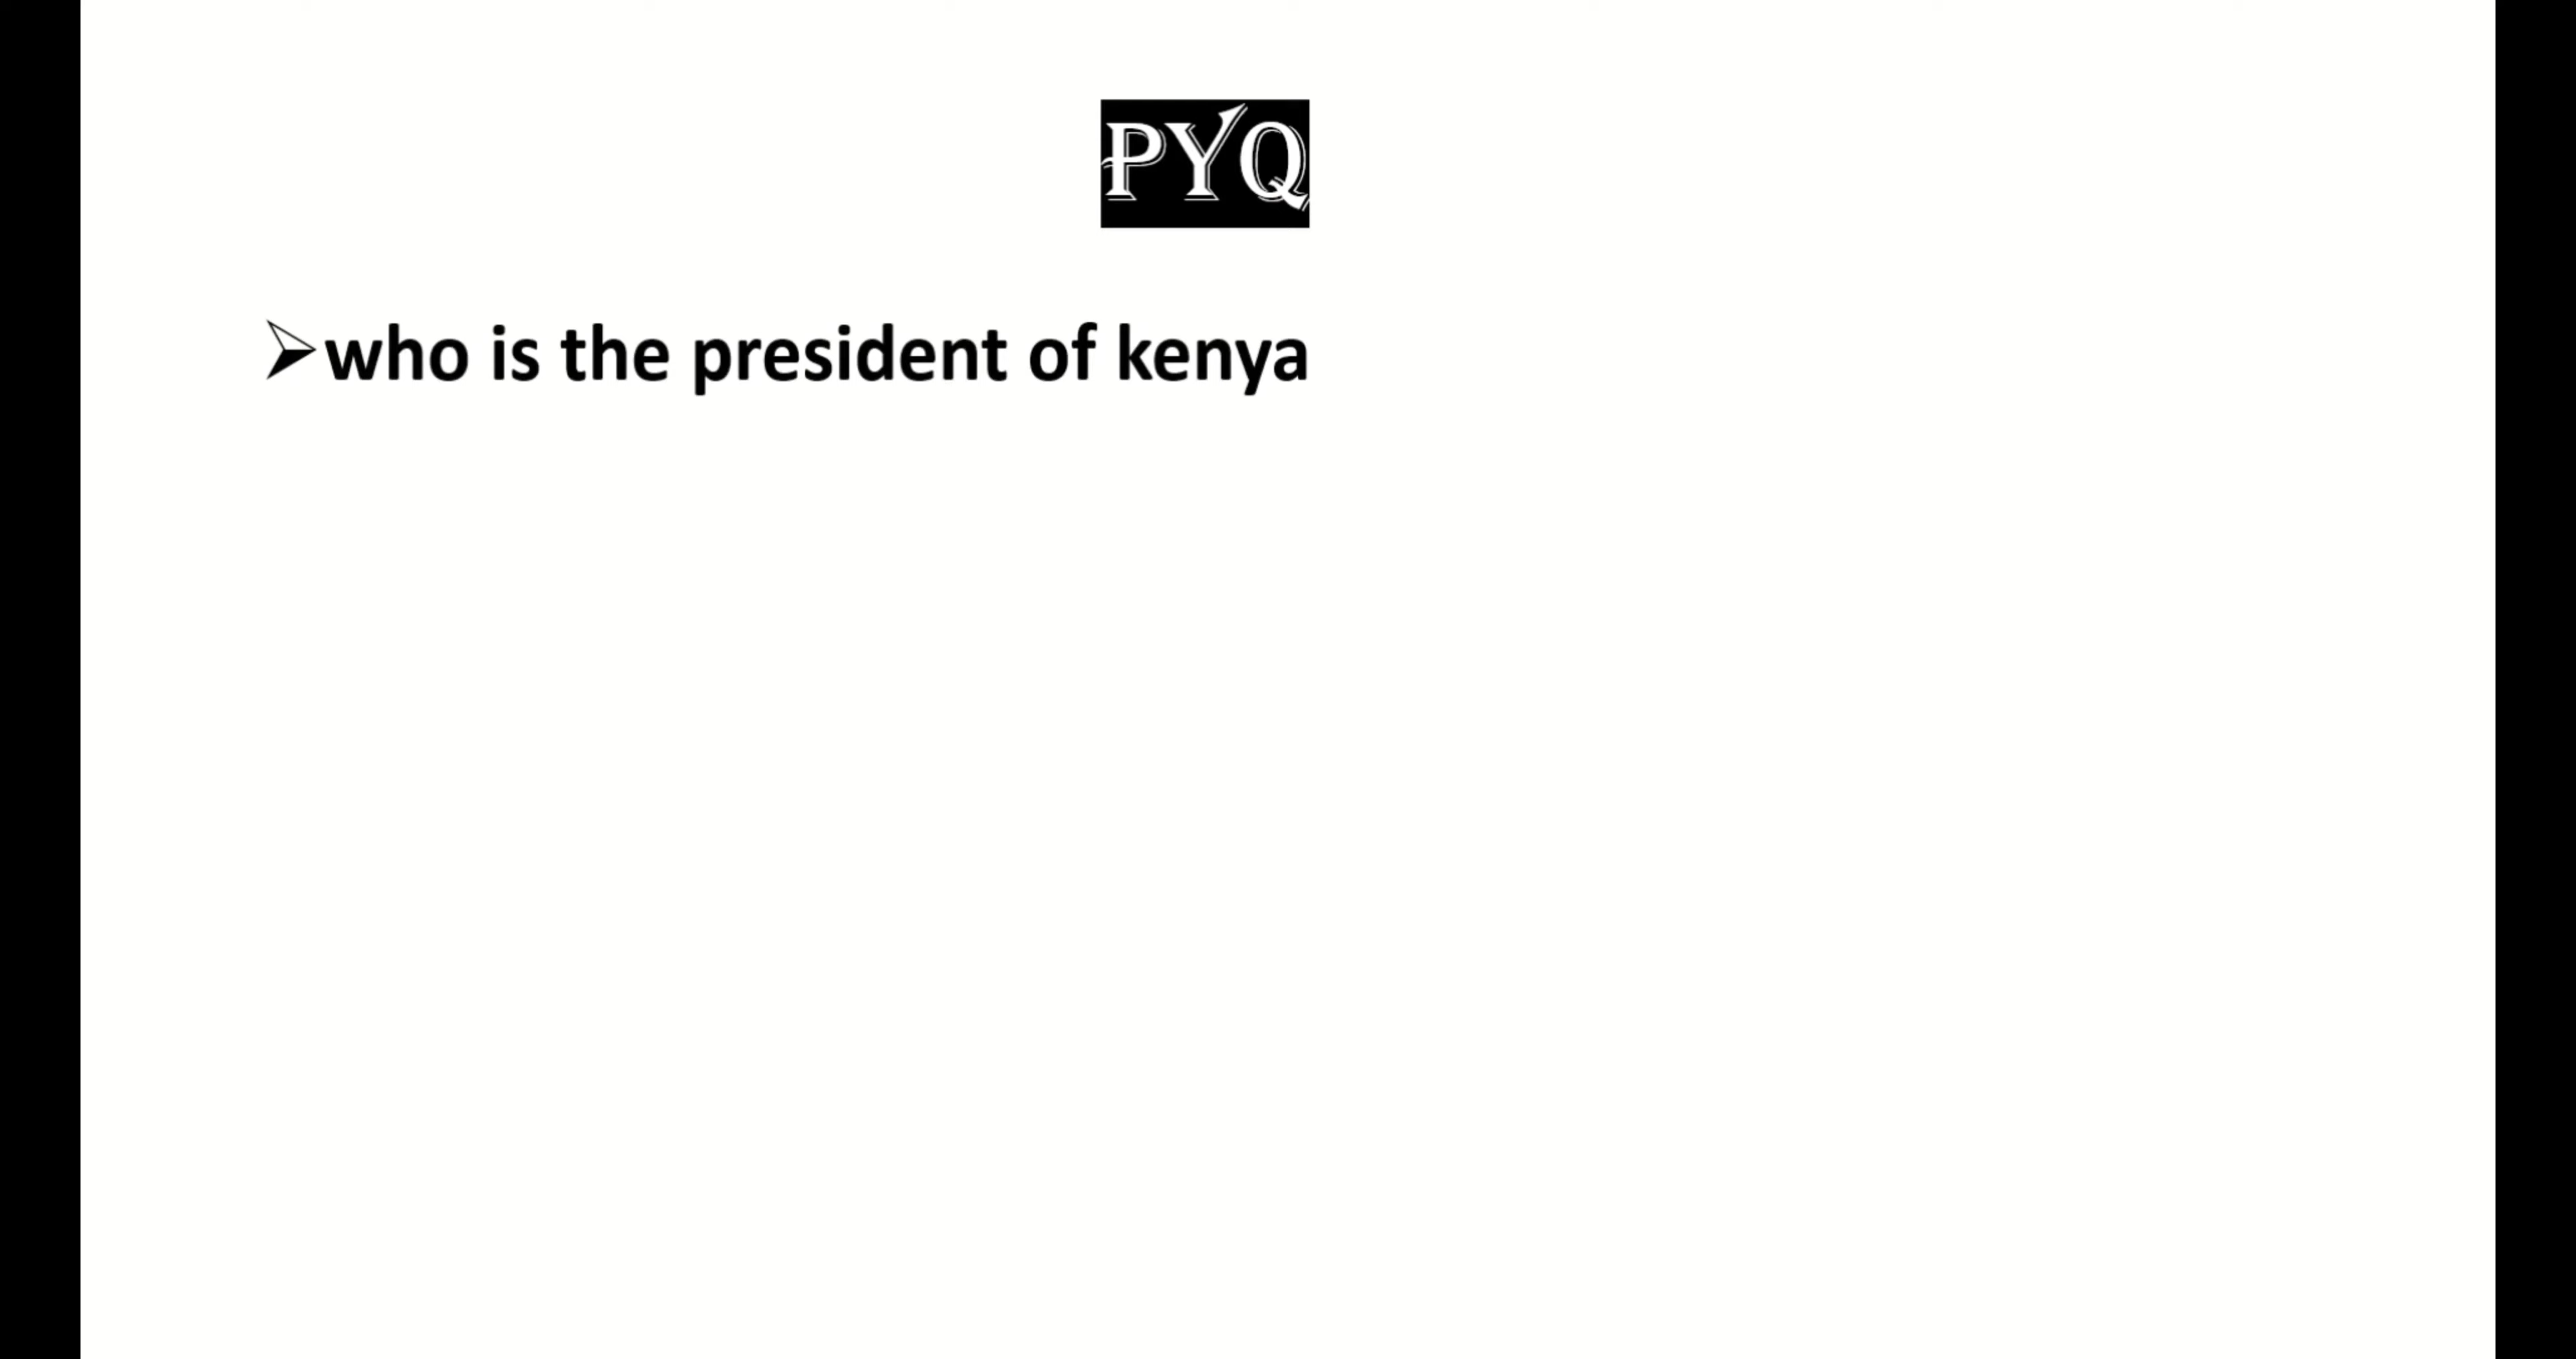 PYQ
➢who is the president of kenya